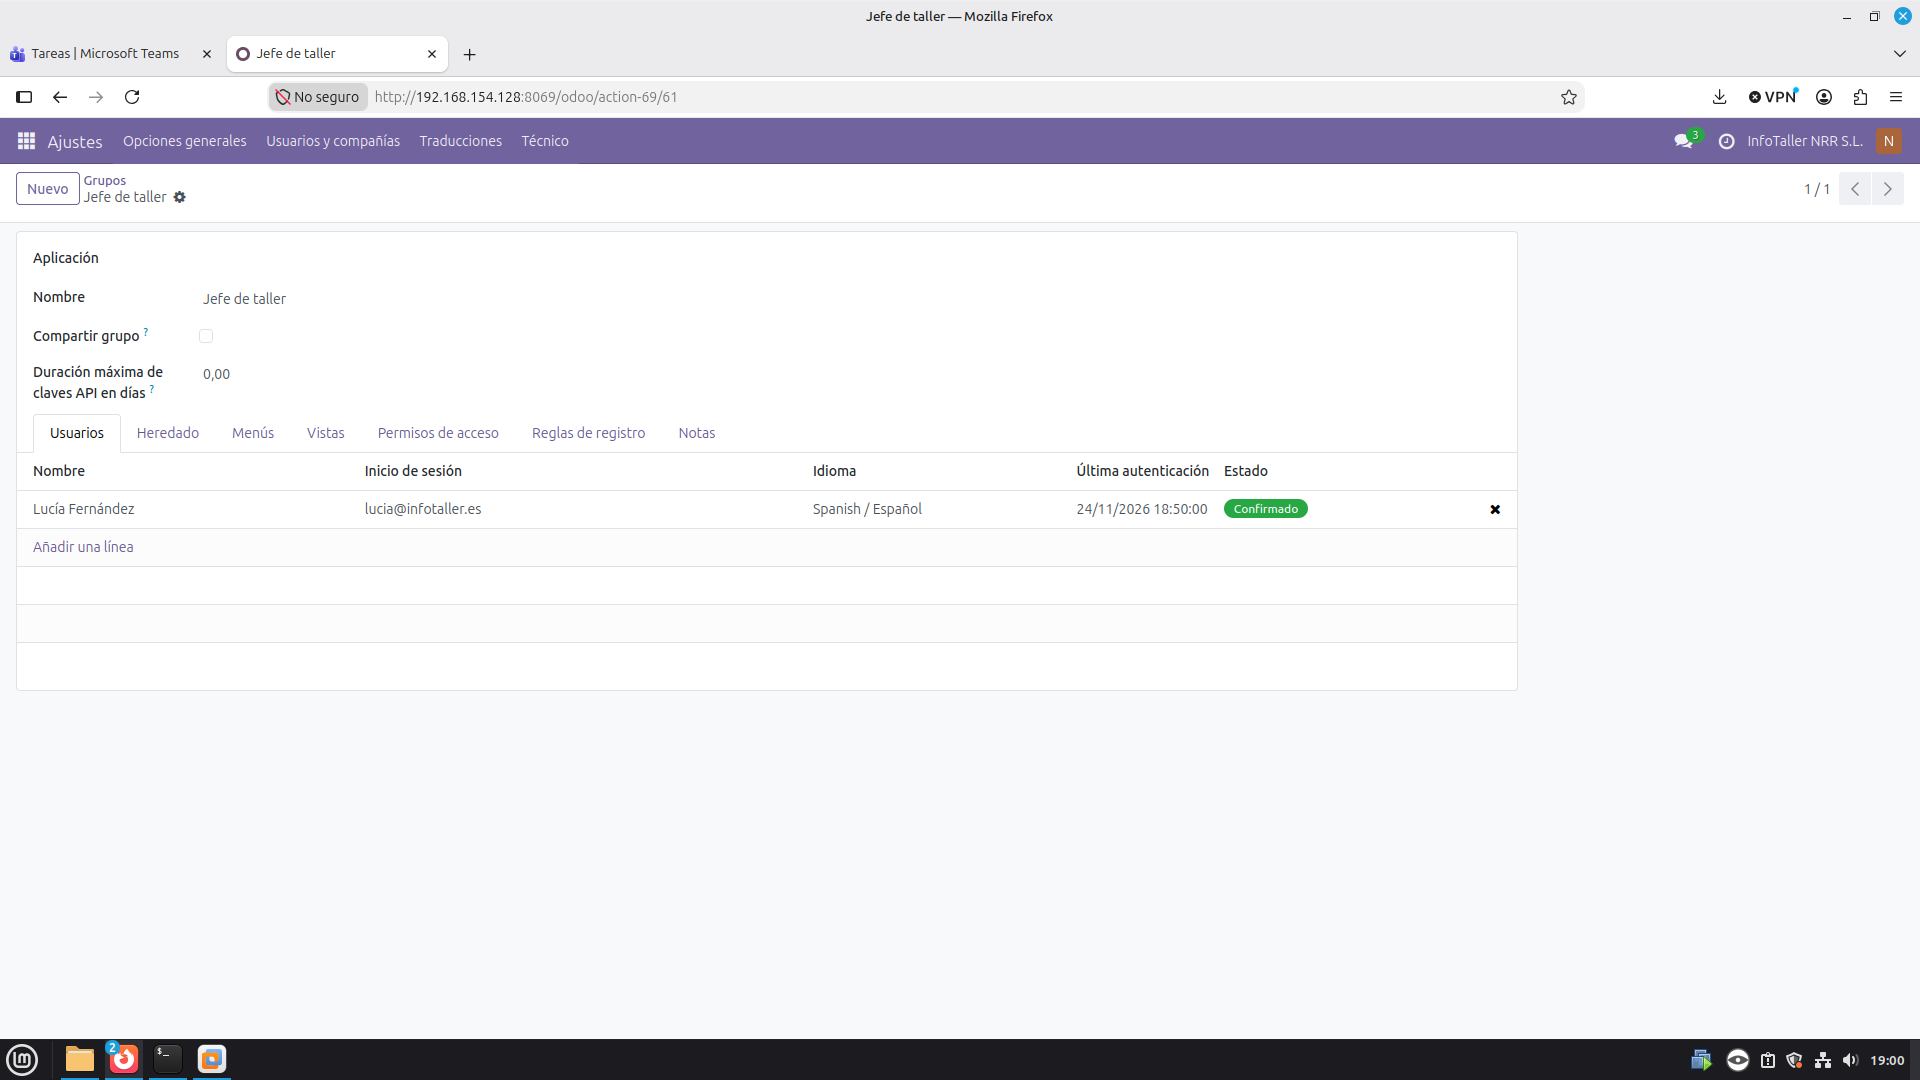 Jefe de taller — Mozilla Firefox
Tareas | Microsoft Teams
Jefe de taller
No seguro
http://192.168.154.128:8069/odoo/action-69/61
VPN
Ajustes
Opciones generales
Usuarios y compañías
Traducciones
Técnico
3
InfoTaller NRR S.L.
N
Nuevo
Grupos
Jefe de taller
1 / 1
Aplicación
Nombre
Jefe de taller
Compartir grupo ?
Duración máxima de
claves API en días ?
0,00
Usuarios
Heredado
Menús
Vistas
Permisos de acceso
Reglas de registro
Notas
Nombre
Inicio de sesión
Idioma
Última autenticación
Estado
Lucía Fernández
lucia@infotaller.es
Spanish / Español
24/11/2026 18:50:00
Confirmado
Añadir una línea
2
$_
19:00